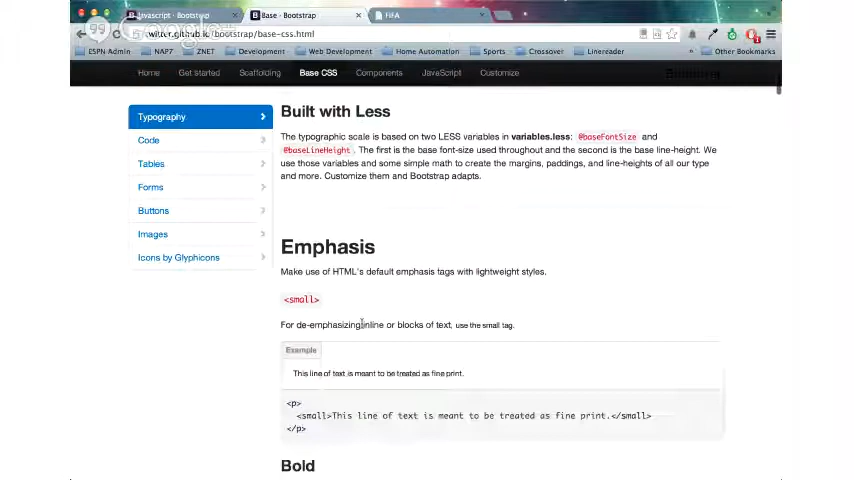 Javascript · Bootstrap
Base · Bootstrap
FIFA
Google+
twitter.github.io/bootstrap/base-css.html
ESPN Admin
NAP7
ZNET
Development
Web Development
Home Automation
Sports
Crossover
Linereader
Other Bookmarks
Home
Get started
Scaffolding
Base CSS
Components
JavaScript
Customize
Bootstrap
Typography
Code
Tables
Forms
Buttons
Images
Icons by Glyphicons
Built with Less
The typographic scale is based on two LESS variables in variables.less: @baseFontSize and
@baseLineHeight. The first is the base font-size used throughout and the second is the base line-height. We
use those variables and some simple math to create the margins, paddings, and line-heights of all our type
and more. Customize them and Bootstrap adapts.
Emphasis
Make use of HTML's default emphasis tags with lightweight styles.
<small>
For de-emphasizing inline or blocks of text, use the small tag.
Example
This line of text is meant to be treated as fine print.
<p>
<small>This line of text is meant to be treated as fine print.</small>
</p>
Bold